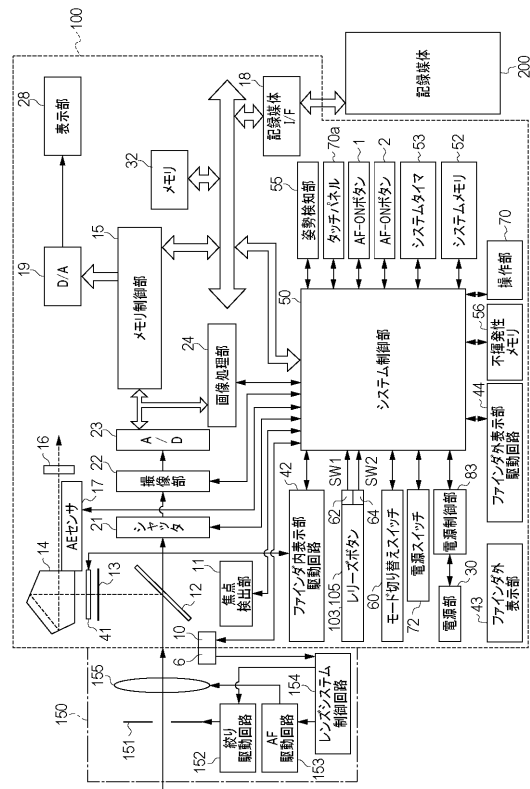 100
28
表示部
19
D/A
32
メモリ
18
記録媒体
I/F
記録媒体
200
15
メモリ制御部
24
画像処理部
23
A/D
22
撮像部
21
シャッタ
16
17
AEセンサ
14
13
41
12
11
焦点
検出部
10
6
155
150
151
152
絞り
駆動回路
153
AF
駆動回路
154
レンズシステム
制御回路
50
システム制御部
55
姿勢検知部
70a
タッチパネル
1
AF-ONボタン
2
AF-ONボタン
53
システムタイマ
52
システムメモリ
70
操作部
56
不揮発性
メモリ
44
ファインダ外表示部
駆動回路
42
ファインダ内表示部
駆動回路
SW1
62
SW2
64
103,105
レリーズボタン
60
モード切り替えスイッチ
72
電源スイッチ
83
電源制御部
30
電源部
43
ファインダ外
表示部